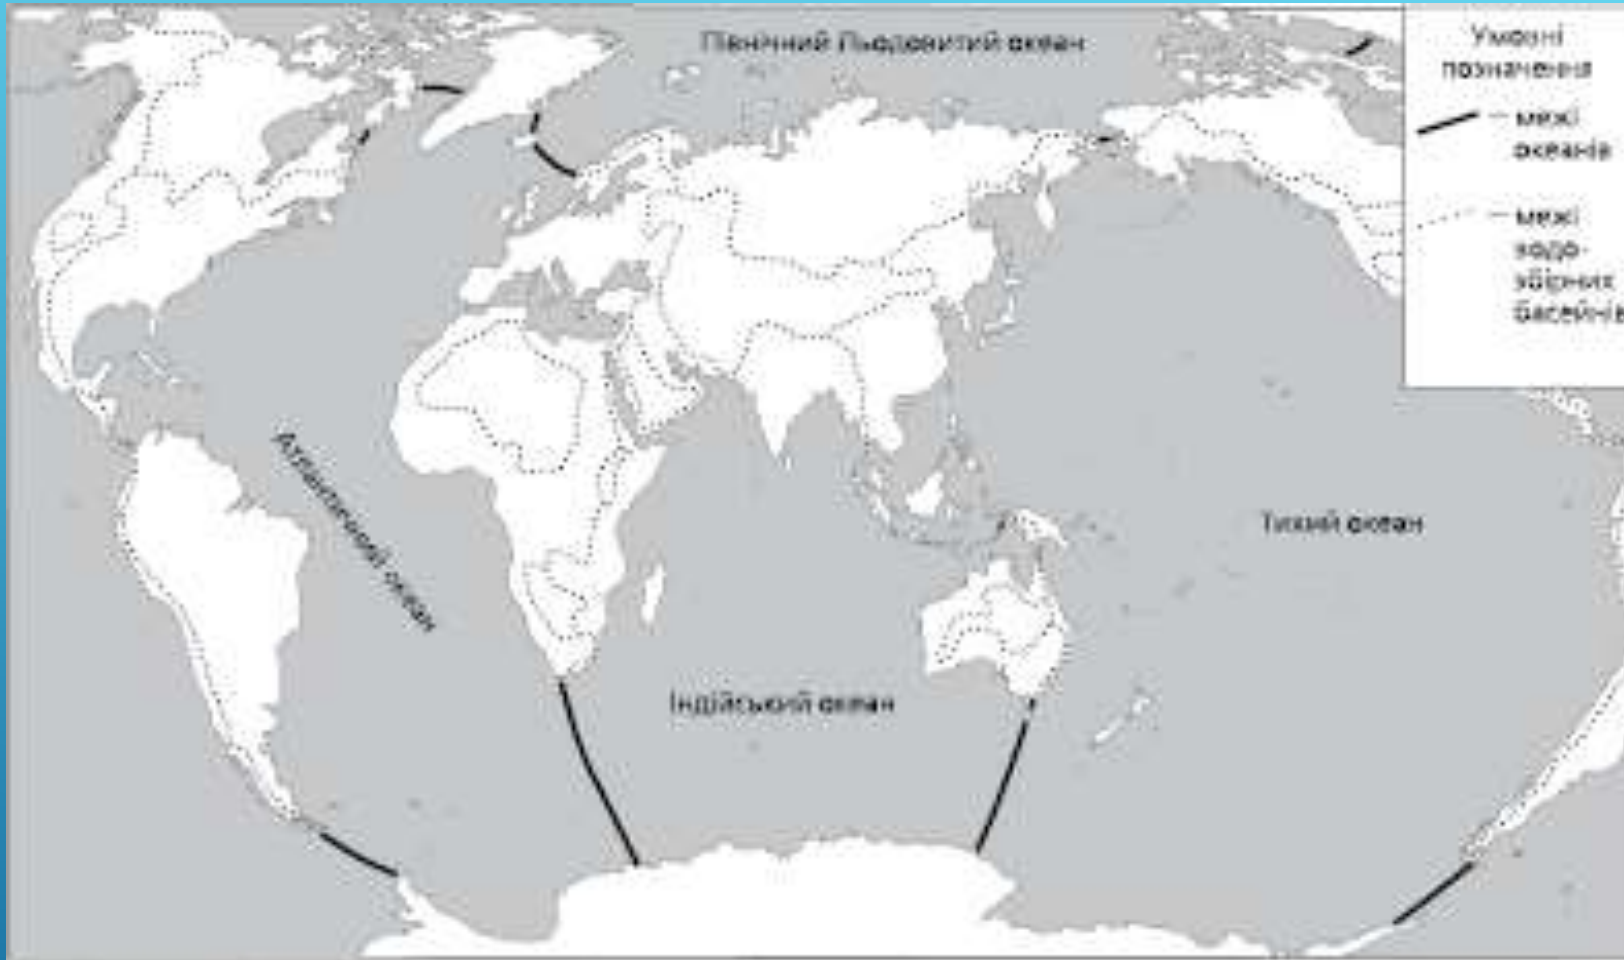 Північний Льодовитий океан
Умовні
позначення
— межі
океанів
— межі
водо-
збірних
басейнів
Атлантичний океан
Тихий океан
Індійський океан